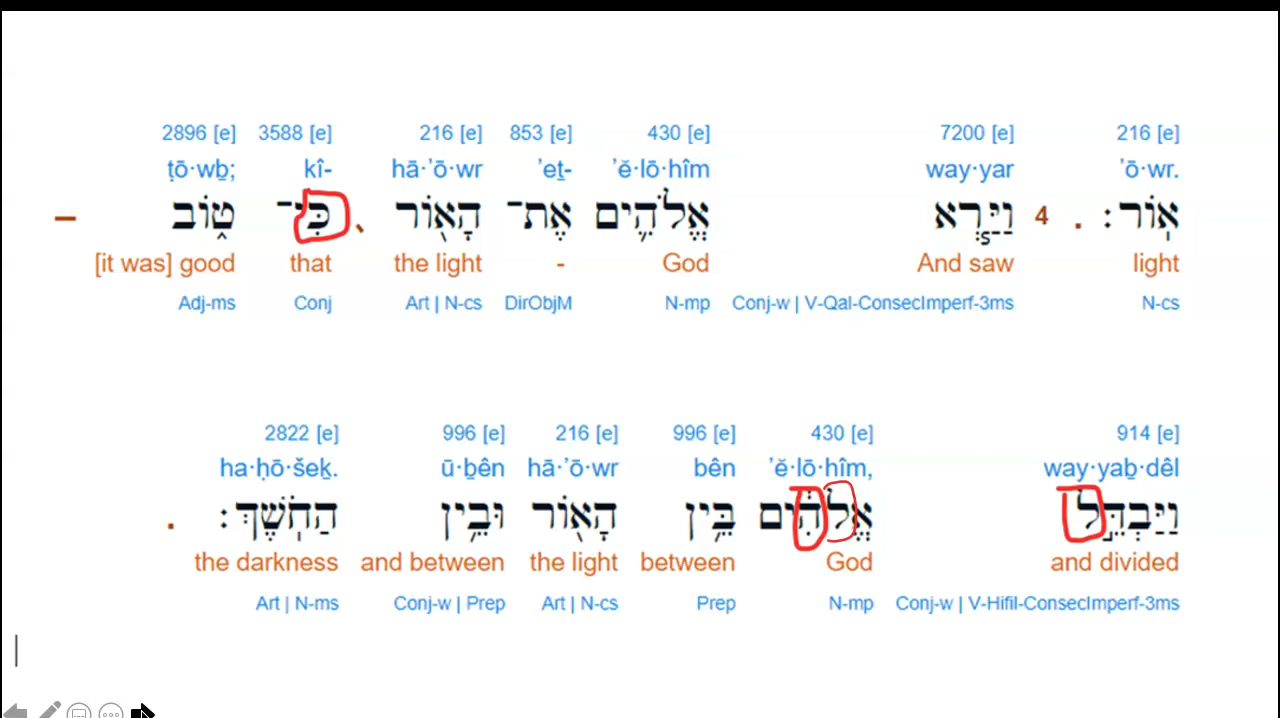 2896 [e] 3588 [e] 216 [e] 853 [e] 430 [e] 7200 [e] 216 [e]
ṭō·wḇ; kî- hā·’ō·wr ’eṯ- ’ĕ·lō·hîm way·yar ’ō·wr.
אֽוֹר׃ . 4 וַיַּ֧רְא אֱלֹהִ֛ים אֶת־ הָא֖וֹר ، כִּי־ ט֑וֹב –
[it was] good that the light - God And saw light
Adj-ms Conj Art | N-cs DirObjM N-mp Conj-w | V-Qal-ConsecImperf-3ms N-cs
2822 [e] 996 [e] 216 [e] 996 [e] 430 [e] 914 [e]
ha·ḥō·šeḵ. ū·ḇên hā·’ō·wr bên ’ĕ·lō·hîm, way·yaḇ·dêl
וַיַּבְדֵּ֣ל אֱלֹהִ֔ים בֵּ֥ין הָא֖וֹר וּבֵ֥ין הַחֹֽשֶׁךְ׃ .
the darkness and between the light between God and divided
Art | N-ms Conj-w | Prep Art | N-cs Prep N-mp Conj-w | V-Hifil-ConsecImperf-3ms